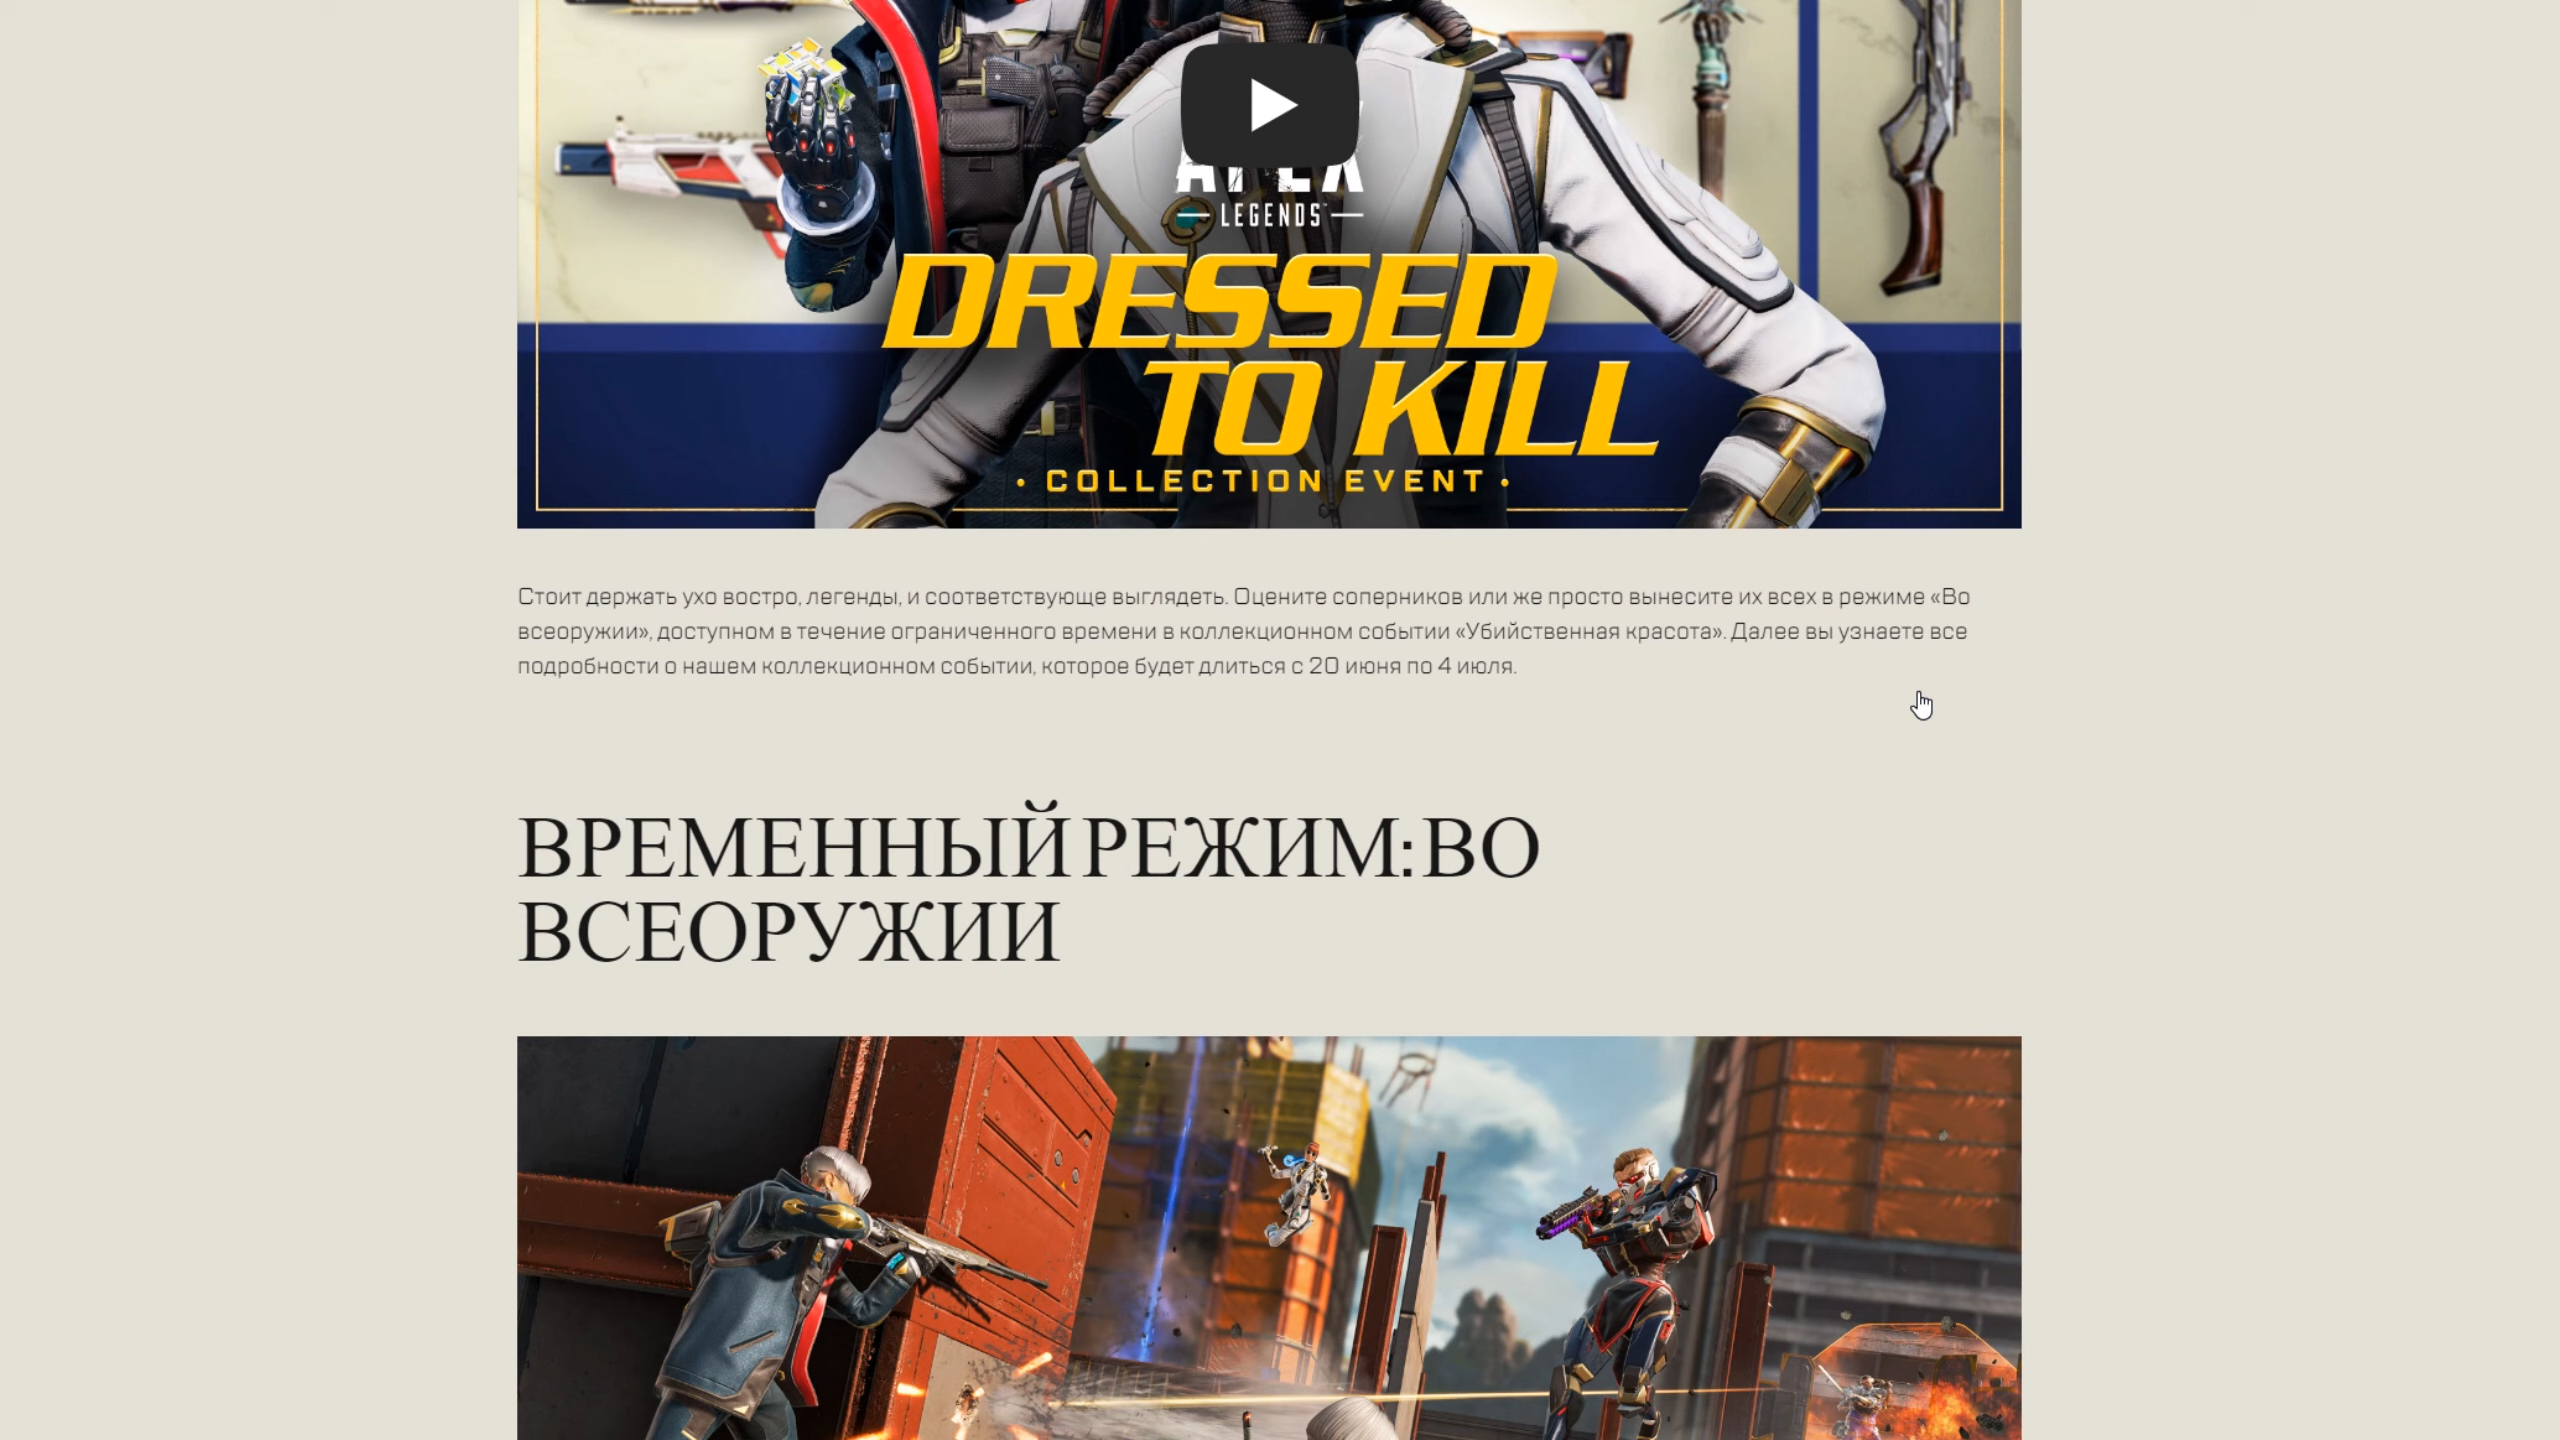 LEGENDS
DRESSED
TO KILL
• COLLECTION EVENT •
Стоит держать ухо востро, легенды, и соответствующе выглядеть. Оцените соперников или же просто вынесите их всех в режиме «Во
всеоружии», доступном в течение ограниченного времени в коллекционном событии «Убийственная красота». Далее вы узнаете все
подробности о нашем коллекционном событии, которое будет длиться с 20 июня по 4 июля.
ВРЕМЕННЫЙ РЕЖИМ: ВО
ВСЕОРУЖИИ